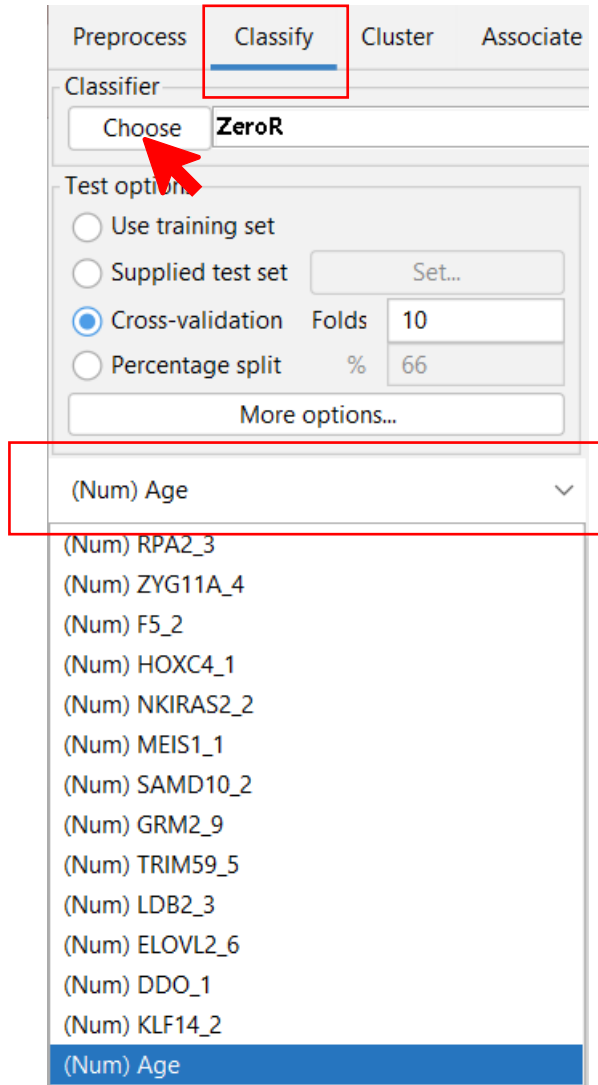 Preprocess Classify Cluster Associate
Classifier
Choose ZeroR
Test options
Use training set
Supplied test set Set...
Cross-validation Folds 10
Percentage split % 66
More options...
(Num) Age
(Num) RPA2_3
(Num) ZYG11A_4
(Num) F5_2
(Num) HOXC4_1
(Num) NKIRAS2_2
(Num) MEIS1_1
(Num) SAMD10_2
(Num) GRM2_9
(Num) TRIM59_5
(Num) LDB2_3
(Num) ELOVL2_6
(Num) DDO_1
(Num) KLF14_2
(Num) Age